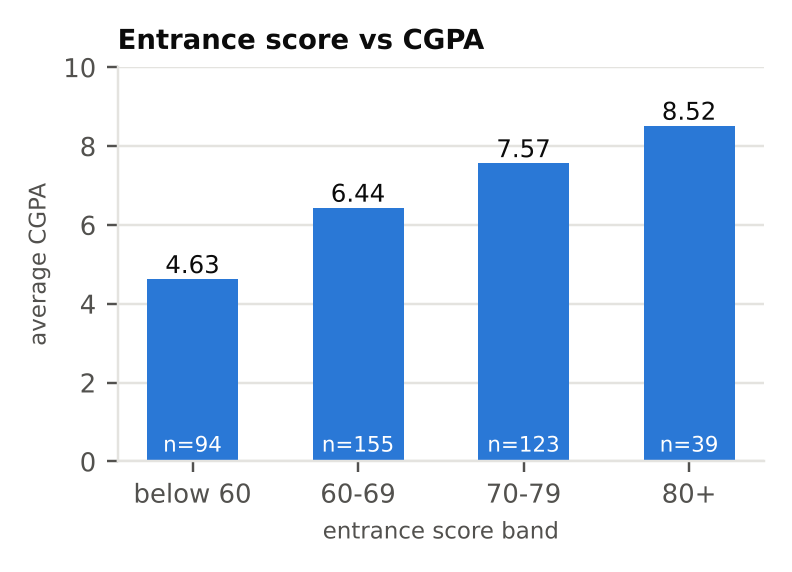 Entrance score vs CGPA
10
8
6
4
2
0
average CGPA
4.63
6.44
7.57
8.52
n=94
n=155
n=123
n=39
below 60
60-69
70-79
80+
entrance score band